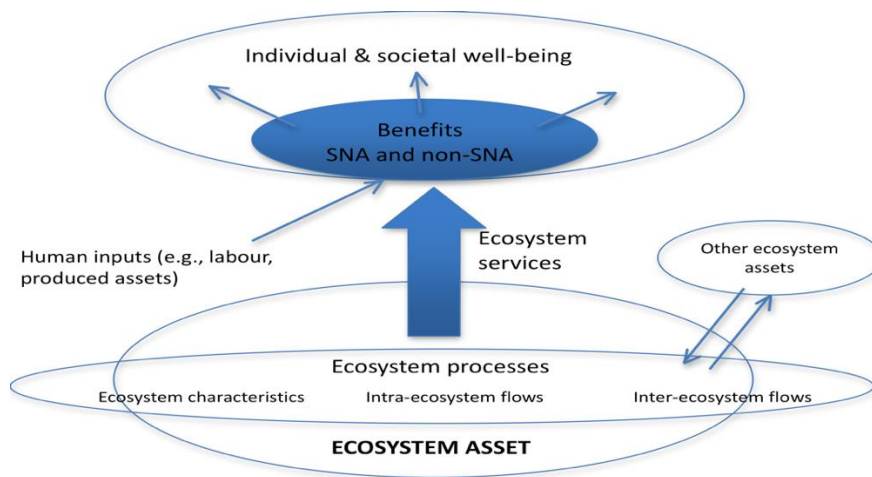 Individual & societal well-being
Benefits
SNA and non-SNA
Ecosystem
services
Human inputs (e.g., labour,
produced assets)
Other ecosystem
assets
Ecosystem processes
Ecosystem characteristics
Intra-ecosystem flows
Inter-ecosystem flows
ECOSYSTEM ASSET